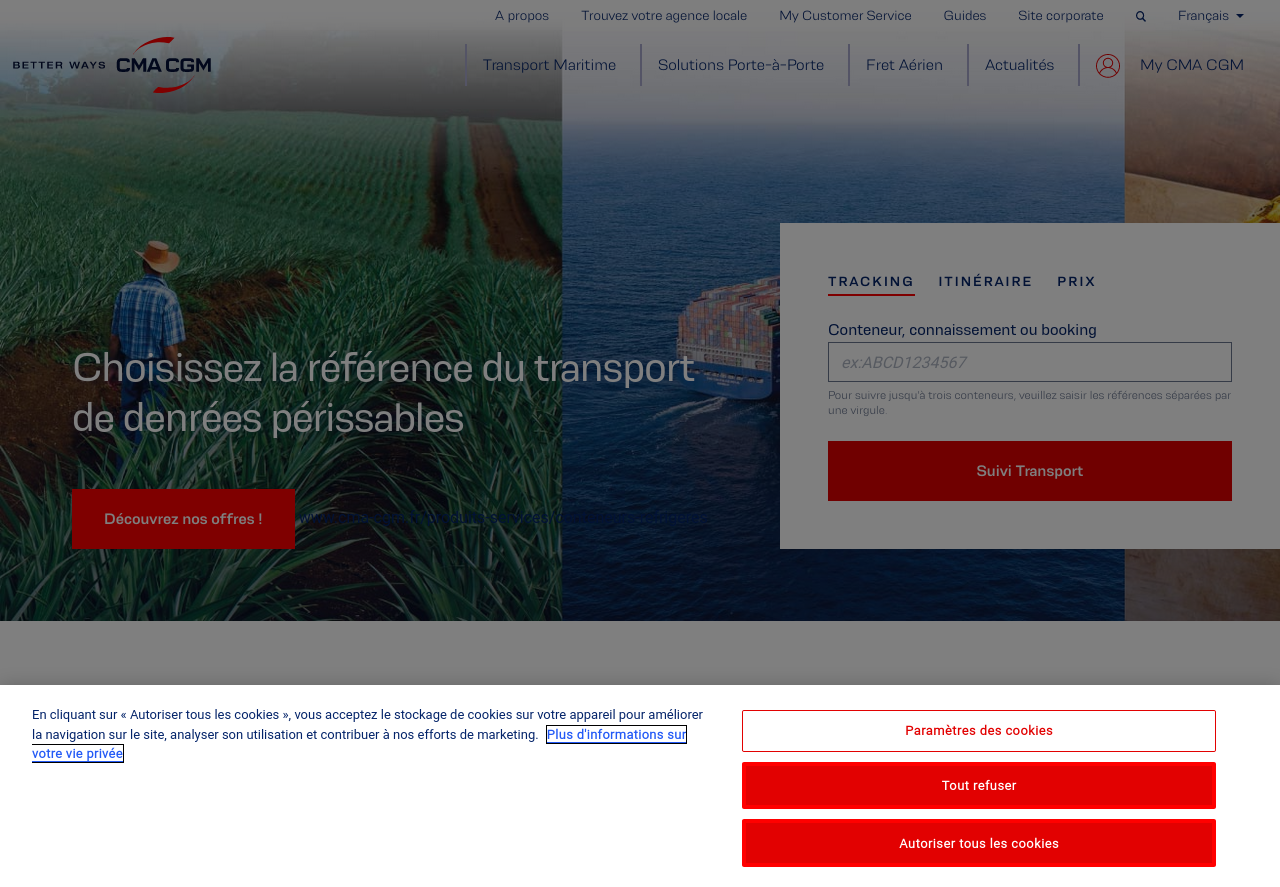 A propos
Trouvez votre agence locale
My Customer Service
Guides
Site corporate
Français
BETTER WAYS
CMA CGM
Transport Maritime
Solutions Porte-à-Porte
Fret Aérien
Actualités
My CMA CGM
TRACKING
ITINÉRAIRE
PRIX
Conteneur, connaissement ou booking
ex:ABCD1234567
Pour suivre jusqu'à trois conteneurs, veuillez saisir les références séparées par
une virgule
Suivi Transport
Choisissez la référence du transport
de denrées périssables
Découvrez nos offres !
En cliquant sur « Autoriser tous les cookies », vous acceptez le stockage de cookies sur votre appareil pour améliorer
la navigation sur le site, analyser son utilisation et contribuer à nos efforts de marketing. Plus d'informations sur
votre vie privée
Paramètres des cookies
Tout refuser
Autoriser tous les cookies